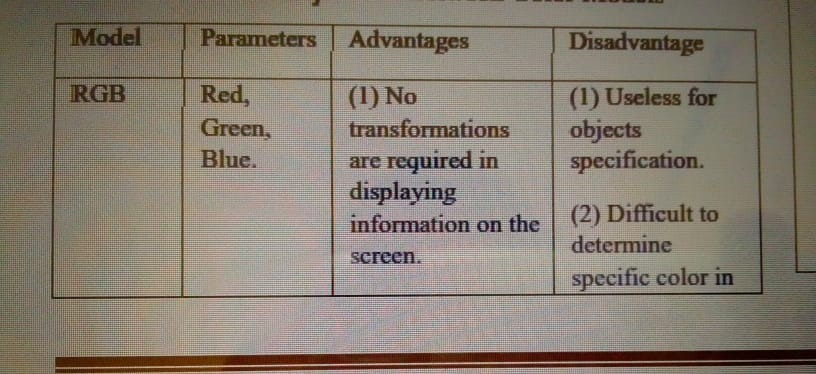 Model Parameters Advantages Disadvantage
RGB Red, (1) No (1) Useless for
Green, transformations objects
Blue. are required in specification.
displaying
information on the (2) Difficult to
screen. determine
specific color in